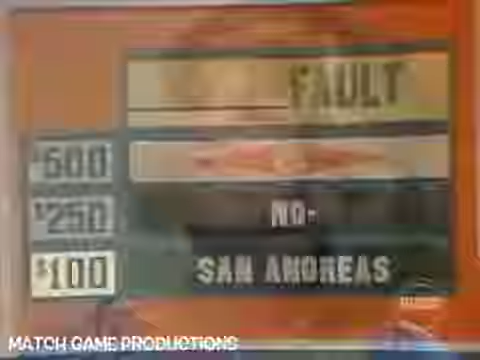 FAULT
$500
$250 NO-
$100 SAN ANDREAS
MATCH GAME PRODUCTIONS